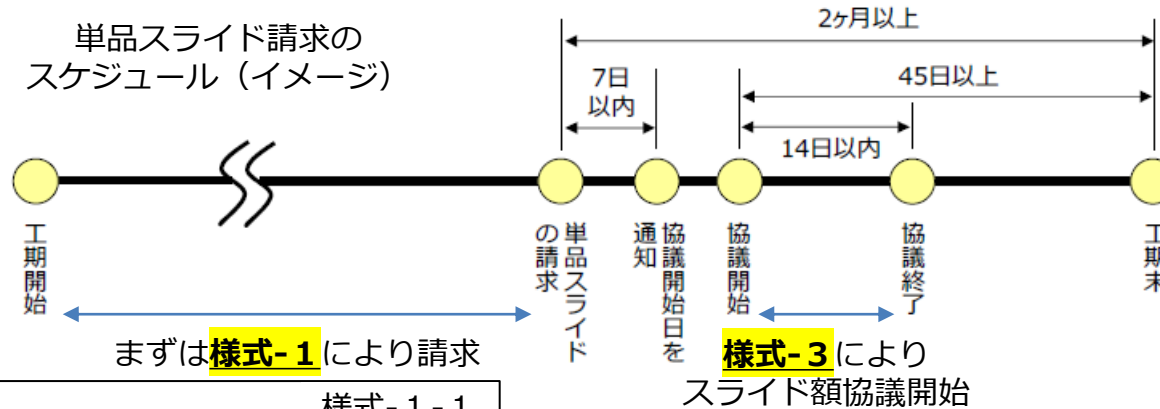 単品スライド請求の
スケジュール（イメージ）
2ヶ月以上
7日
以内
45日以上
14日以内
工期開始
単品スライド
の請求
協議開始日を
通知
協議開始
協議終了
工期末
まずは様式-１により請求
様式-３により
スライド額協議開始
様式-１-１